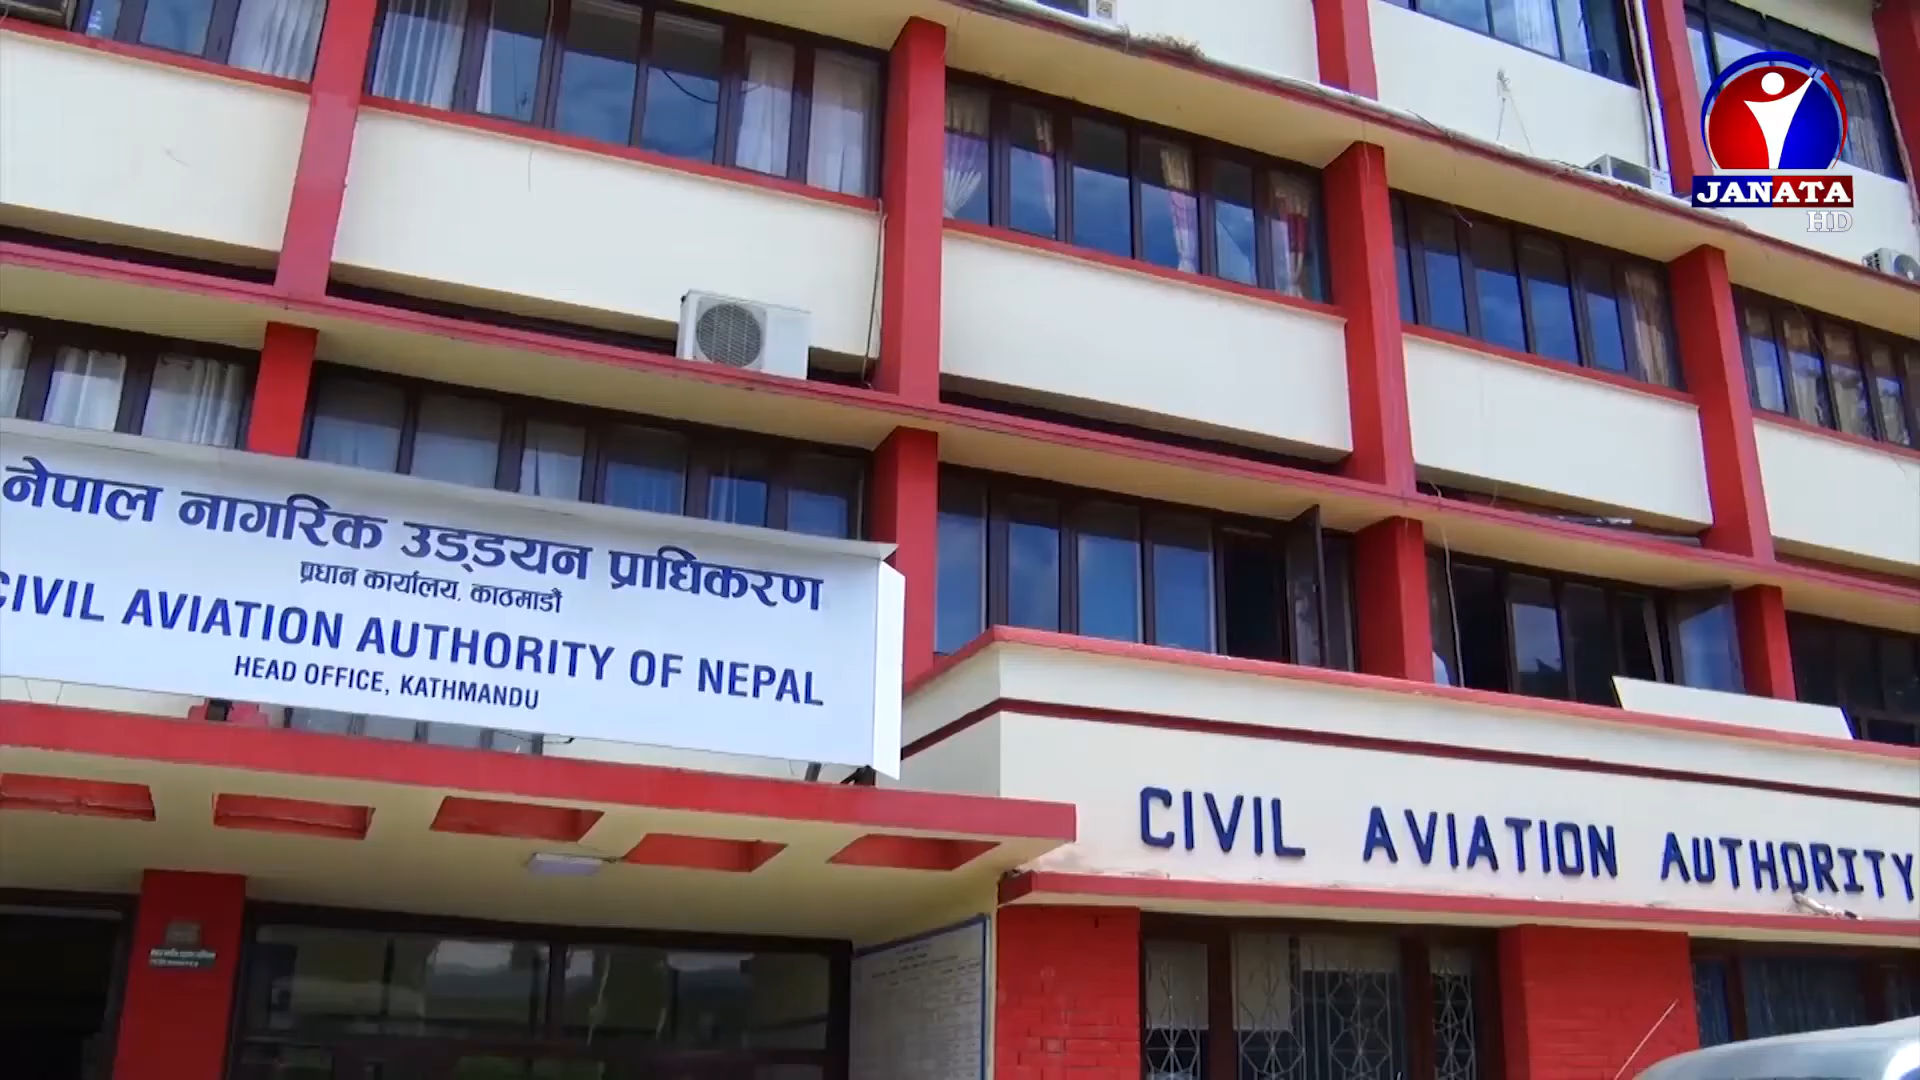 JANATA
HD
नेपाल नागरिक उड्डयन प्राधिकरण
प्रधान कार्यालय, काठमाडौं
CIVIL AVIATION AUTHORITY OF NEPAL
HEAD OFFICE, KATHMANDU
CIVIL AVIATION AUTHORITY